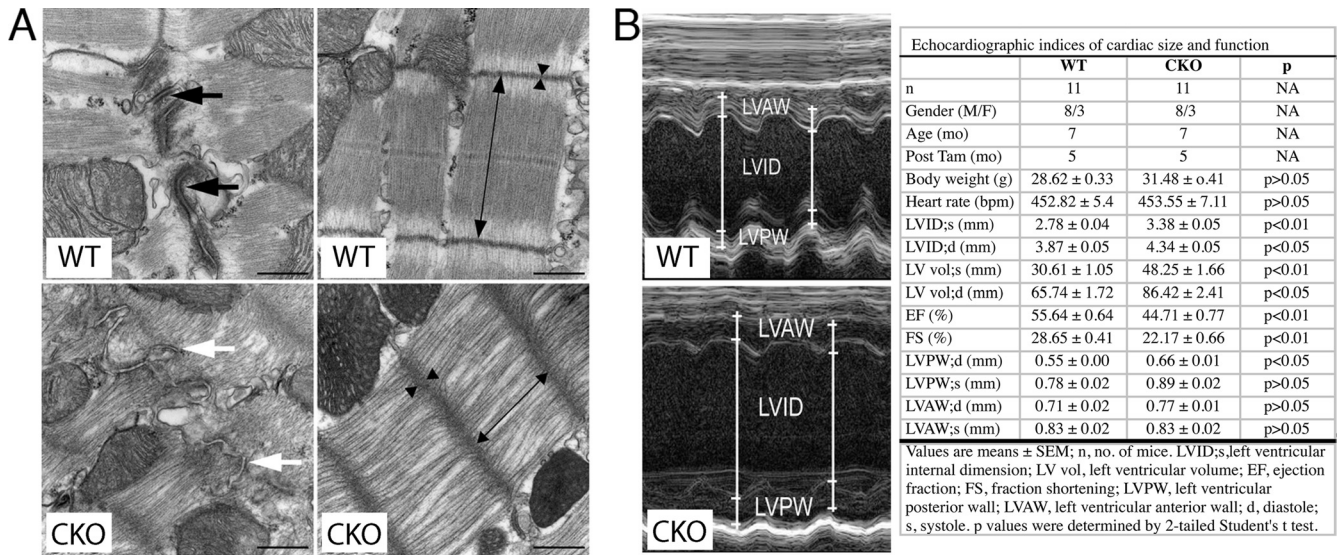 A
WT
WT
CKO
CKO
B
LVAW
LVID
LVPW
WT
LVAW
LVID
LVPW
CKO
Echocardiographic indices of cardiac size and function
WT CKO p
n 11 11 NA
Gender (M/F) 8/3 8/3 NA
Age (mo) 7 7 NA
Post Tam (mo) 5 5 NA
Body weight (g) 28.62 ± 0.33 31.48 ± o.41 p>0.05
Heart rate (bpm) 452.82 ± 5.4 453.55 ± 7.11 p>0.05
LVID;s (mm) 2.78 ± 0.04 3.38 ± 0.05 p<0.01
LVID;d (mm) 3.87 ± 0.05 4.34 ± 0.05 p<0.05
LV vol;s (mm) 30.61 ± 1.05 48.25 ± 1.66 p<0.01
LV vol;d (mm) 65.74 ± 1.72 86.42 ± 2.41 p<0.05
EF (%) 55.64 ± 0.64 44.71 ± 0.77 p<0.01
FS (%) 28.65 ± 0.41 22.17 ± 0.66 p<0.01
LVPW;d (mm) 0.55 ± 0.00 0.66 ± 0.01 p<0.05
LVPW;s (mm) 0.78 ± 0.02 0.89 ± 0.02 p>0.05
LVAW;d (mm) 0.71 ± 0.02 0.77 ± 0.01 p>0.05
LVAW;s (mm) 0.83 ± 0.02 0.83 ± 0.02 p>0.05
Values are means ± SEM; n, no. of mice. LVID;s,left ventricular
internal dimension; LV vol, left ventricular volume; EF, ejection
fraction; FS, fraction shortening; LVPW, left ventricular
posterior wall; LVAW, left ventricular anterior wall; d, diastole;
s, systole. p values were determined by 2-tailed Student's t test.